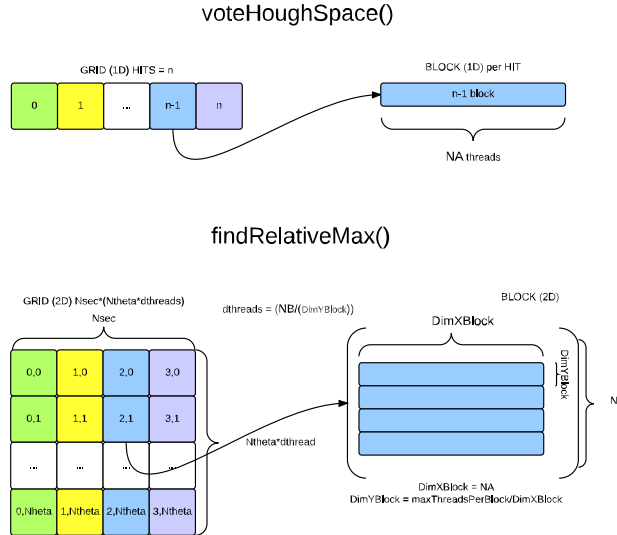 voteHoughSpace()
GRID (1D) HITS = n
BLOCK (1D) per HIT
0 1 ... n-1 n
n-1 block
NA threads
findRelativeMax()
GRID (2D) Nsec*(Ntheta*dthreads)
dthreads = (NB/(DimYBlock))
BLOCK (2D)
Nsec
DimXBlock
0,0 1,0 2,0 3,0
DimYBlock
N
0,1 1,1 2,1 3,1
Ntheta*dthread
... ... ... ...
DimXBlock = NA
DimYBlock = maxThreadsPerBlock/DimXBlock
0,Nheta 1,Ntheta 2,Ntheta 3,Ntheta